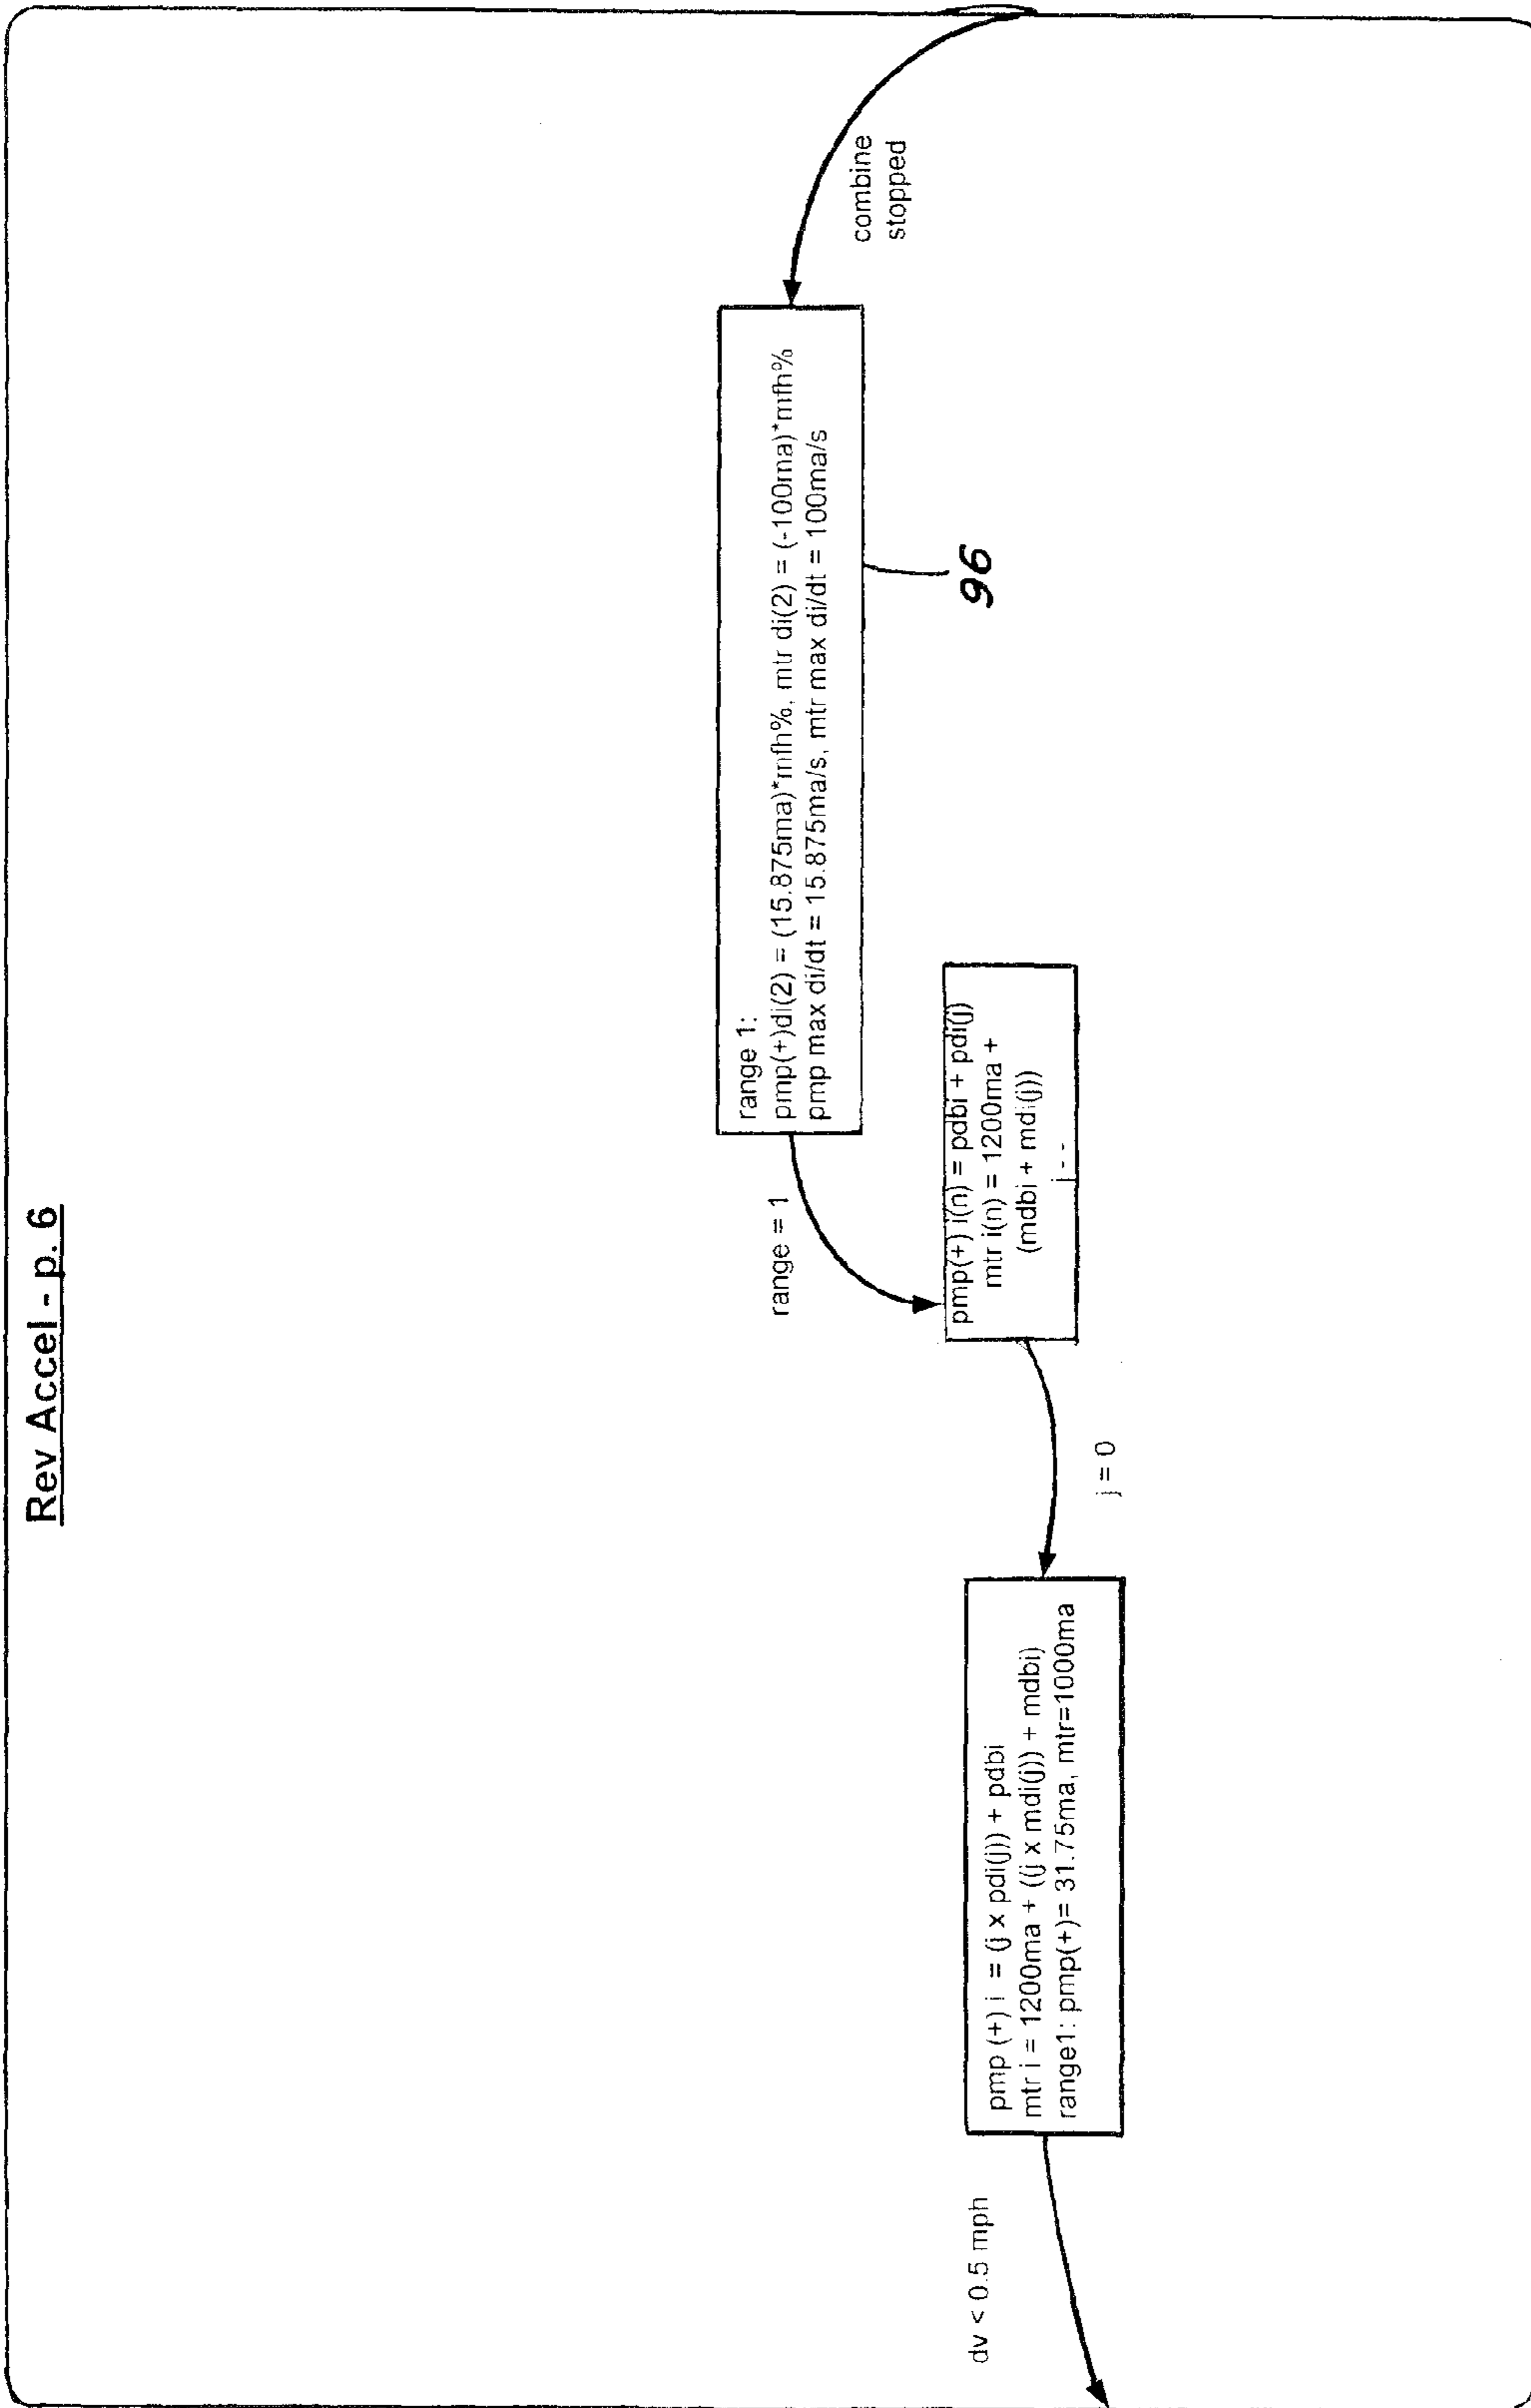 Rev Accel - p. 6
combine
stopped
range 1:
pmp(+)di(2) = (15.875ma)*mfh%, mtr di(2) = (-100ma)*mfh%
pmp max di/dt = 15.875ma/s, mtr max di/dt = 100ma/s
96
range = 1
pmp(+) i(n) = pdbi + pdi(j)
mtr i(n) = 1200ma +
(mdbi + mdi(j))
j - -
j = 0
pmp (+) i = (j x pdi(j)) + pdbi
mtr i = 1200ma + ((j x mdi(j)) + mdbi)
range1: pmp(+)= 31.75ma, mtr=1000ma
dv < 0.5 mph